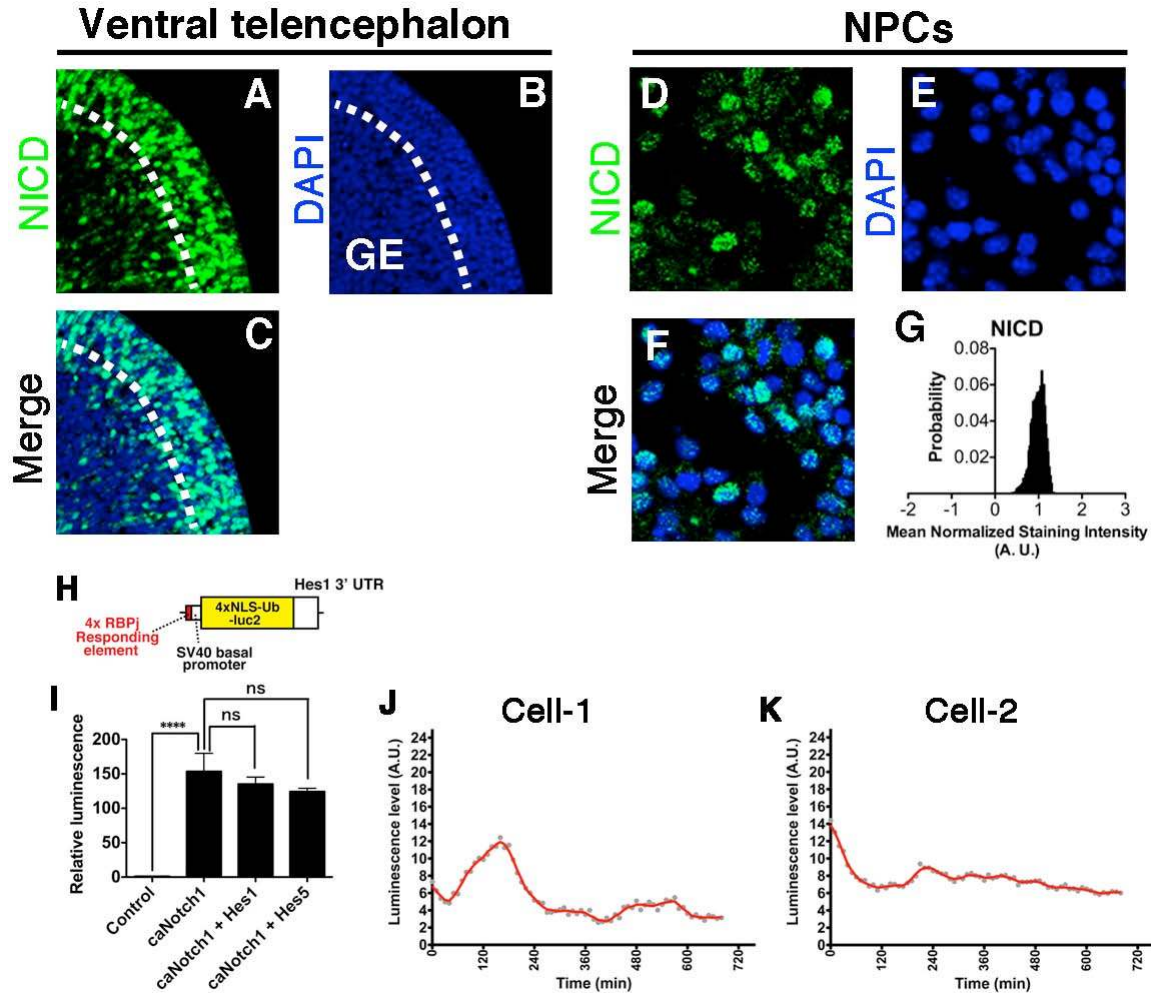 Ventral telencephalon
NPCs
NICD
A
DAPI
B
GE
NICD
D
DAPI
E
Merge
C
Merge
F
G
NICD
Probability
0.08
0.06
0.04
0.02
-2 -1 0 1 2 3
Mean Normalized Staining Intensity
(A. U.)
H
Hes1 3' UTR
4xNLS-Ub
-luc2
4x RBPj
Responding
element
SV40 basal
promoter
I
ns
ns
****
Relative luminescence
200
150
100
50
0
Control
caNotch1
caNotch1 + Hes1
caNotch1 + Hes5
J
Cell-1
Luminescence level (A.U.)
24
22
20
18
16
14
12
10
8
6
4
2
0
0 120 240 360 480 600 720
Time (min)
K
Cell-2
Luminescence level (A.U.)
24
22
20
18
16
14
12
10
8
6
4
2
0
0 120 240 360 480 600 720
Time (min)